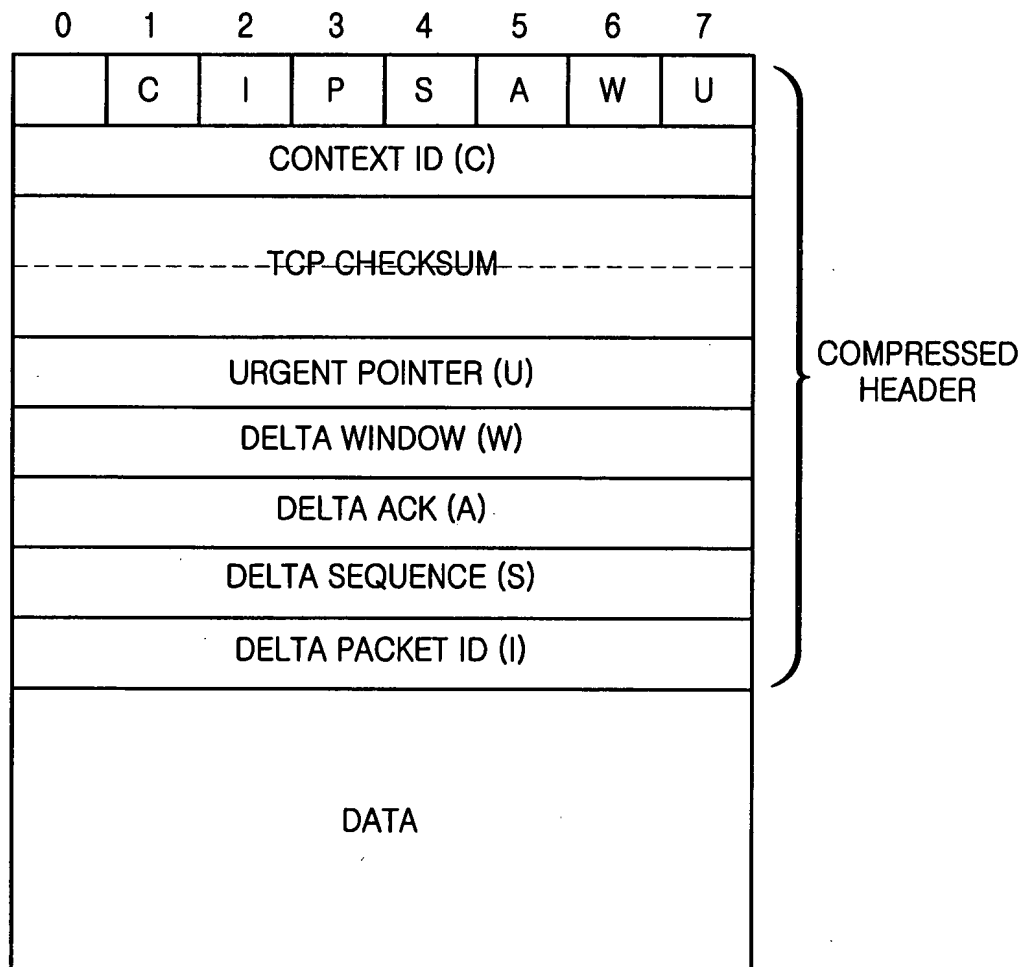 0 1 2 3 4 5 6 7
C I P S A W U
CONTEXT ID (C)
TCP CHECKSUM
URGENT POINTER (U)
DELTA WINDOW (W)
DELTA ACK (A)
DELTA SEQUENCE (S)
DELTA PACKET ID (I)
DATA
COMPRESSED
HEADER